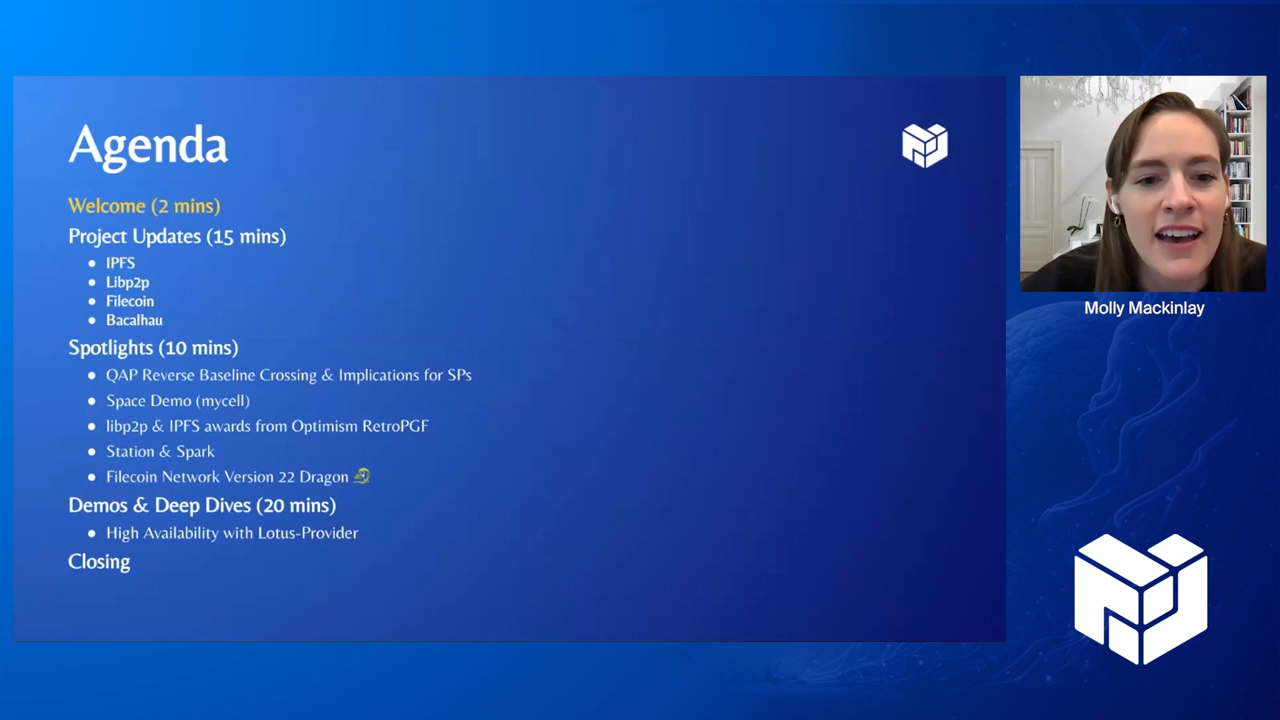 Agenda
Welcome (2 mins)
Project Updates (15 mins)
● IPFS
● Libp2p
● Filecoin
● Bacalhau
Spotlights (10 mins)
● QAP Reverse Baseline Crossing & Implications for SPs
● Space Demo (mycell)
● libp2p & IPFS awards from Optimism RetroPGF
● Station & Spark
● Filecoin Network Version 22 Dragon 🐉
Demos & Deep Dives (20 mins)
● High Availability with Lotus-Provider
Closing
Molly Mackinlay